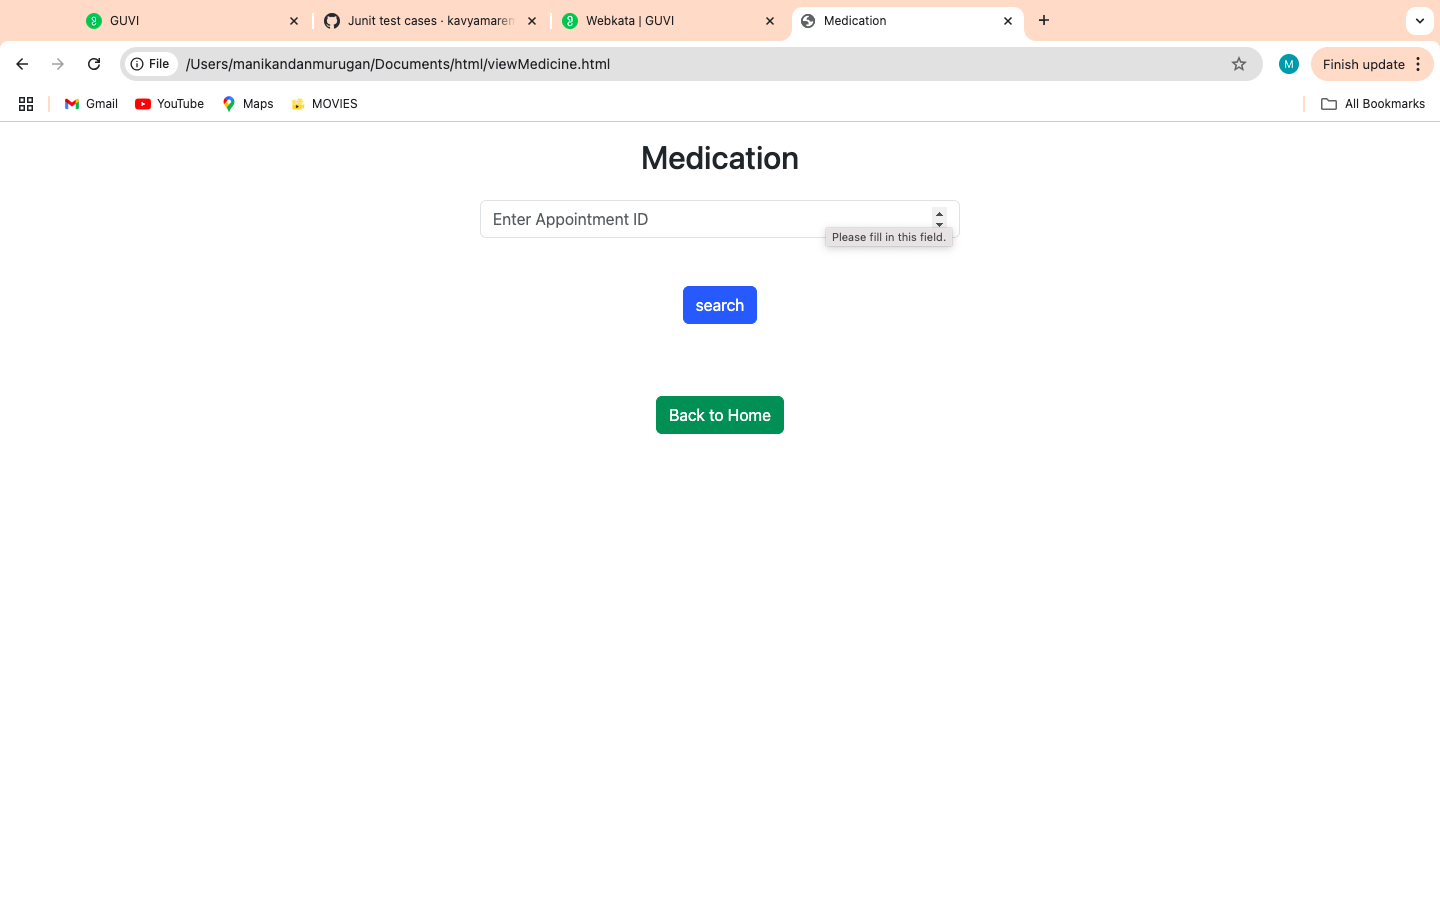 GUVI
Junit test cases · kavyamaren
Webkata | GUVI
Medication
File
/Users/manikandanmurugan/Documents/html/viewMedicine.html
M
Finish update
Gmail
YouTube
Maps
MOVIES
All Bookmarks
Medication
Enter Appointment ID
Please fill in this field.
search
Back to Home